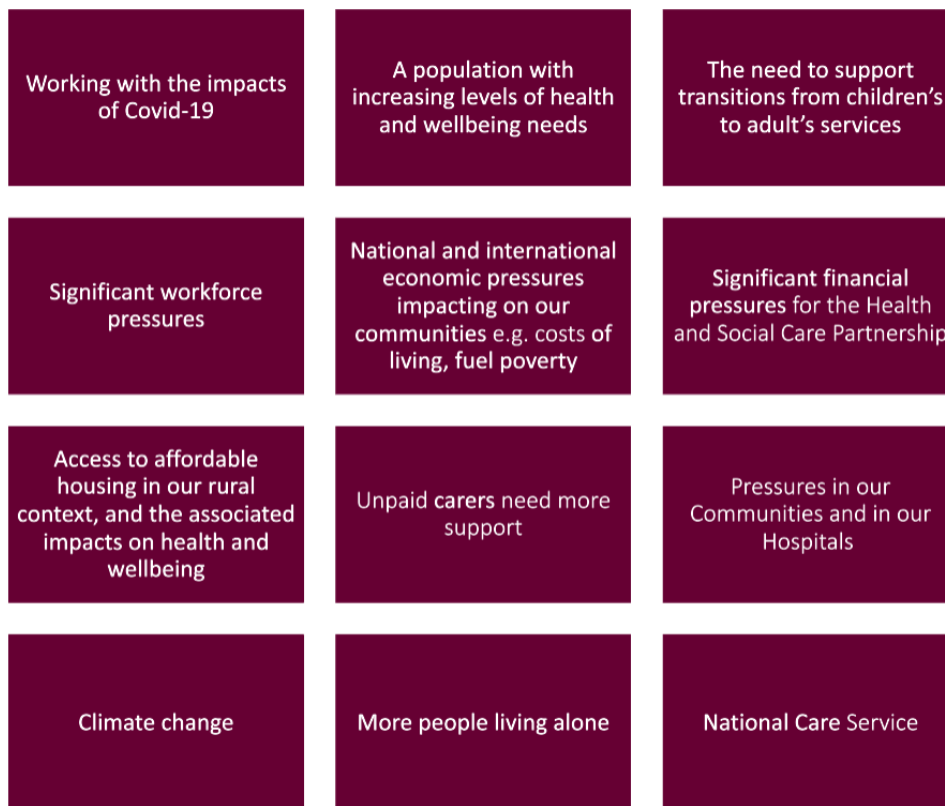 Working with the impacts
of Covid-19
A population with
increasing levels of health
and wellbeing needs
The need to support
transitions from children’s
to adult’s services
Significant workforce
pressures
National and international
economic pressures
impacting on our
communities e.g. costs of
living, fuel poverty
Significant financial
pressures for the Health
and Social Care Partnership
Access to affordable
housing in our rural
context, and the associated
impacts on health and
wellbeing
Unpaid carers need more
support
Pressures in our
Communities and in our
Hospitals
Climate change
More people living alone
National Care Service